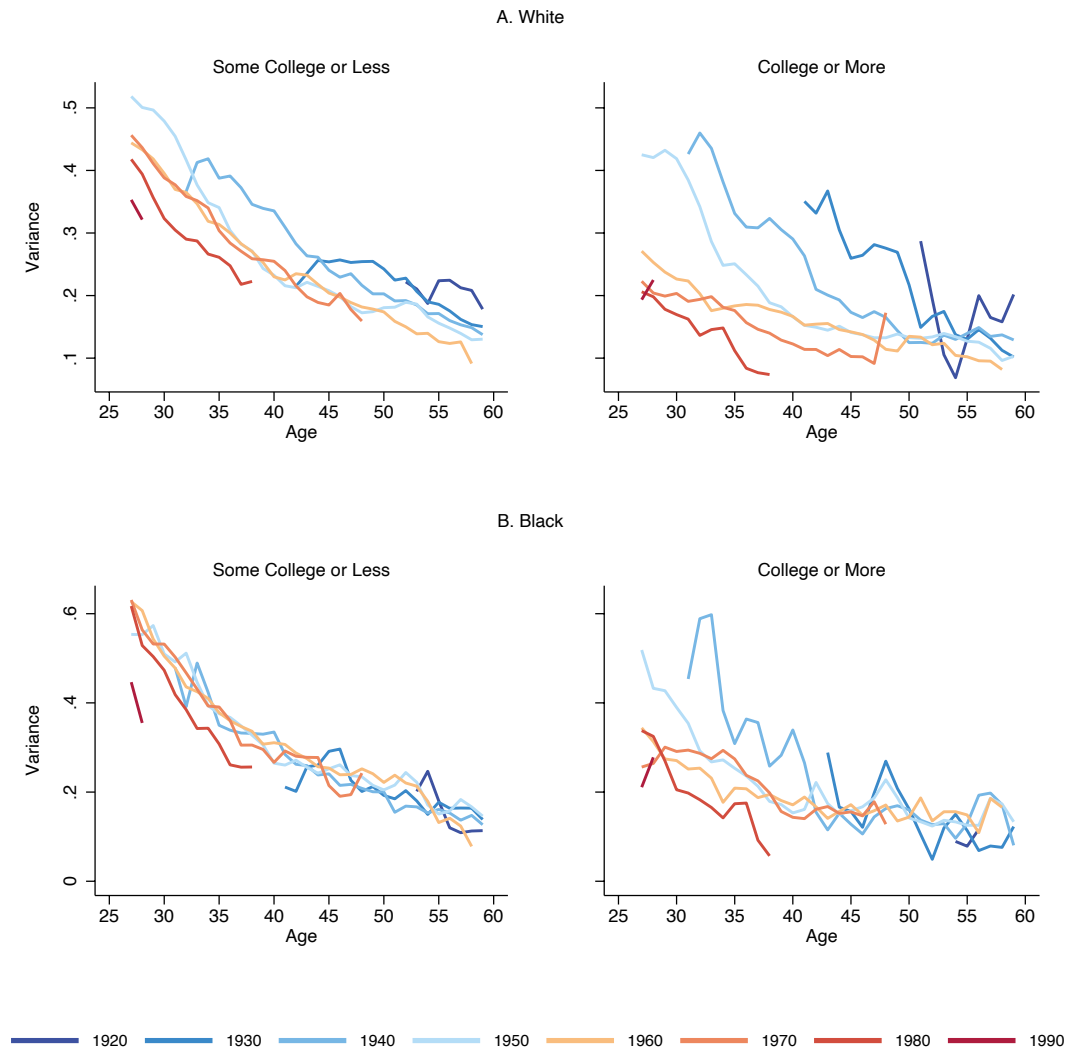 A. White
Some College or Less
College or More
Variance
.5
.4
.3
.2
.1
25 30 35 40 45 50 55 60
Age
25 30 35 40 45 50 55 60
Age
B. Black
Some College or Less
College or More
Variance
.6
.4
.2
0
25 30 35 40 45 50 55 60
Age
25 30 35 40 45 50 55 60
Age
1920 1930 1940 1950 1960 1970 1980 1990